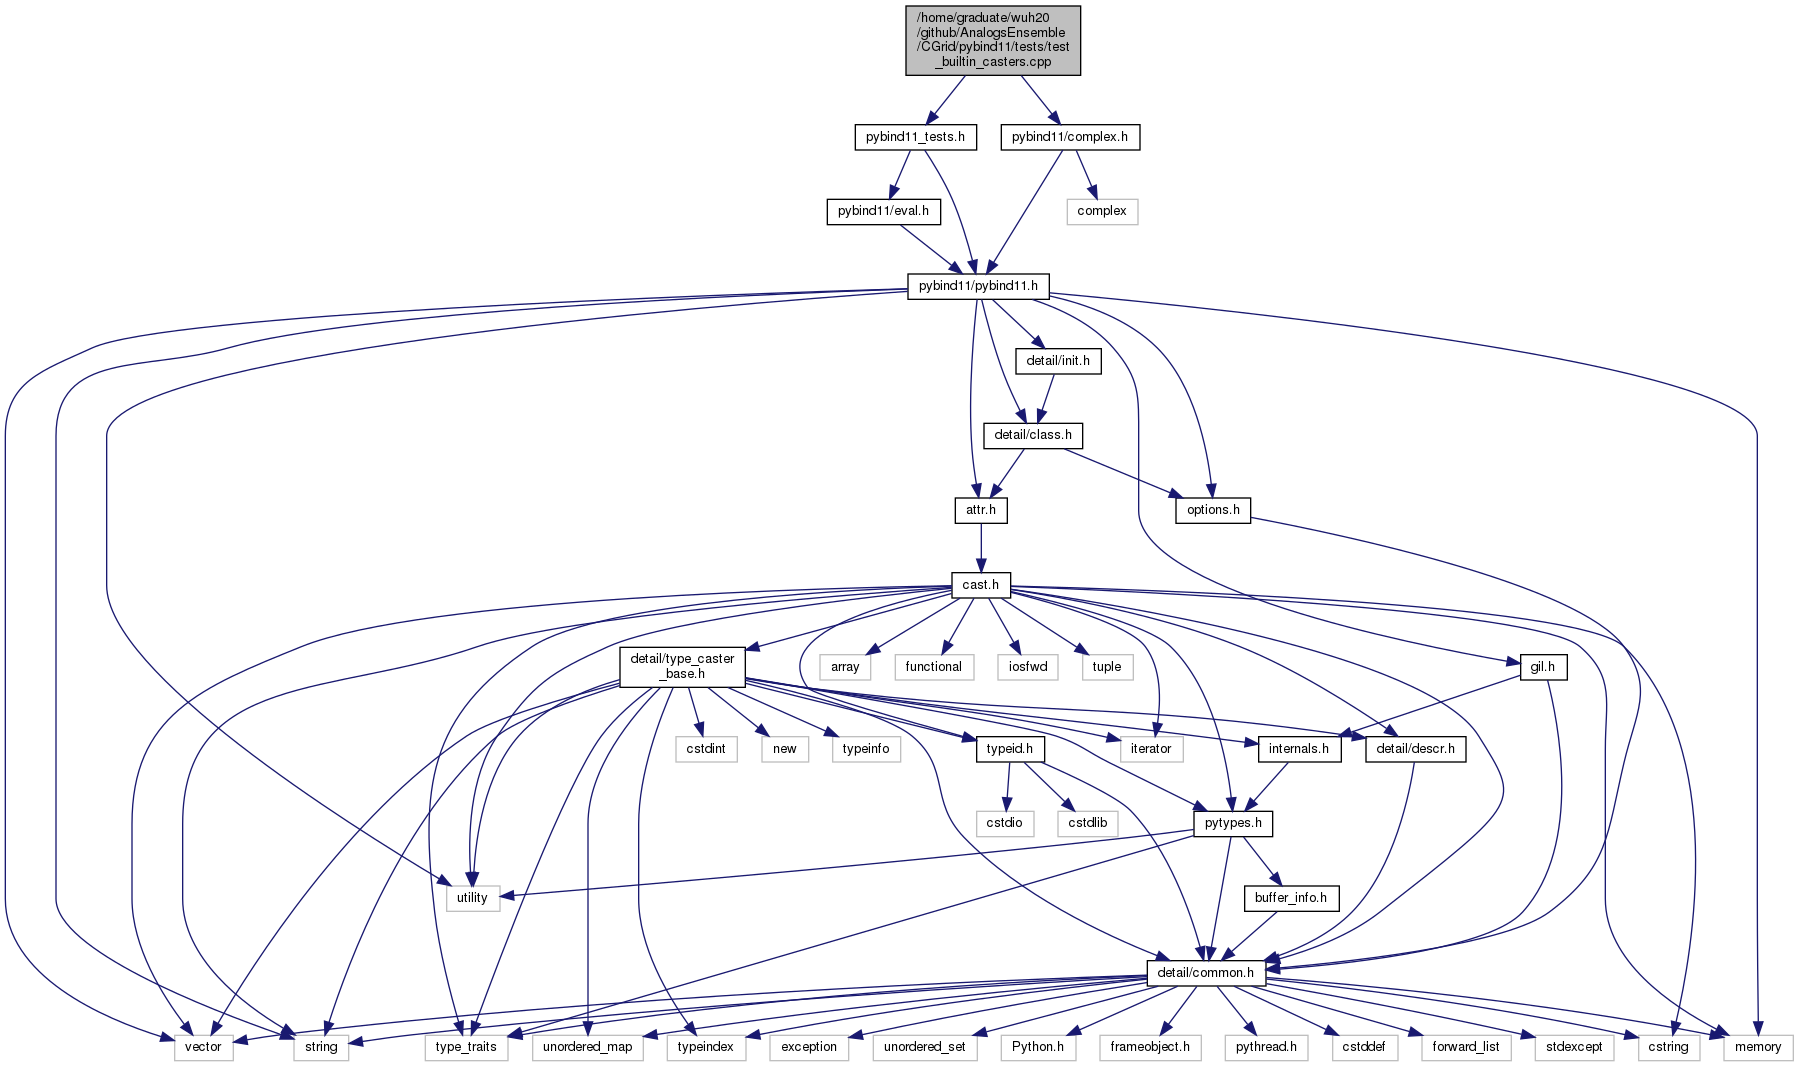 /home/graduate/wuh20
/github/AnalogsEnsemble
/CGrid/pybind11/tests/test
_builtin_casters.cpp
pybind11_tests.h
pybind11/complex.h
pybind11/eval.h
complex
pybind11/pybind11.h
detail/init.h
detail/class.h
attr.h
options.h
cast.h
detail/type_caster
_base.h
array
functional
iosfwd
tuple
gil.h
cstdint
new
typeinfo
typeid.h
iterator
internals.h
detail/descr.h
cstdio
cstdlib
pytypes.h
utility
buffer_info.h
detail/common.h
vector
string
type_traits
unordered_map
typeindex
exception
unordered_set
Python.h
frameobject.h
pythread.h
cstddef
forward_list
stdexcept
cstring
memory